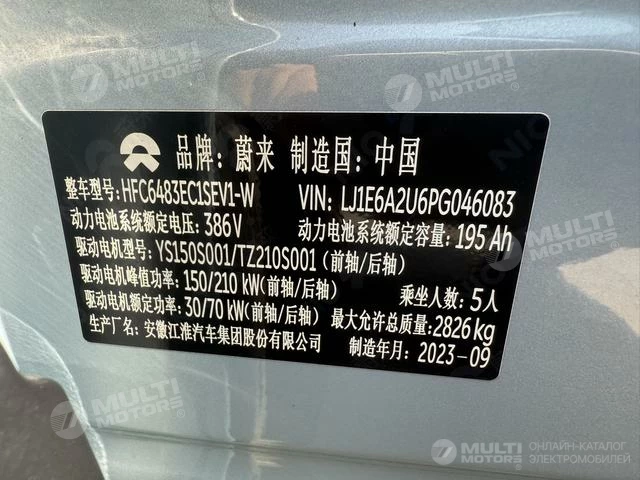 品牌: 蔚来 制造国: 中国
整车型号: HFC6483EC1SEV1-W VIN: LJ1E6A2U6PG046083
动力电池系统额定电压: 386V 动力电池系统额定容量: 195 Ah
驱动电机型号: YS150S001/TZ210S001 (前轴/后轴)
驱动电机峰值功率: 150/210 kW(前轴/后轴) 乘坐人数: 5人
驱动电机额定功率: 30/70 kW(前轴/后轴) 最大允许总质量: 2826kg
生产厂名: 安徽江淮汽车集团股份有限公司 制造年月: 2023-09
MULTI MOTORS
MULTI MOTORS
MULTI MOTORS
MULTI MOTORS ОНЛАЙН-КАТАЛОГ ЭЛЕКТРОМОБИЛЕЙ